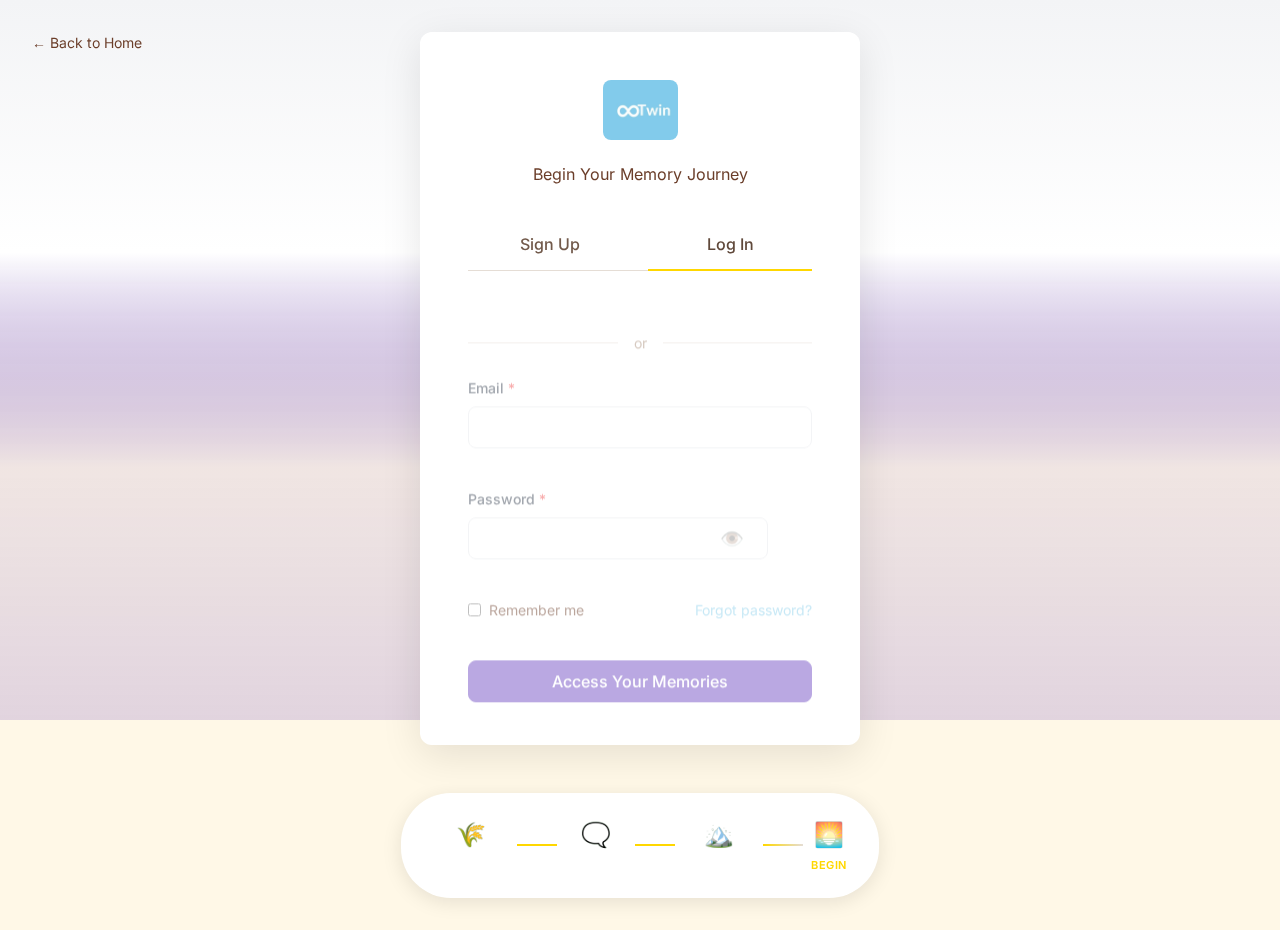 ← Back to Home
∞Twin
Begin Your Memory Journey
Sign Up
Log In
or
Email *
Password *
Remember me
Forgot password?
Access Your Memories
BEGIN